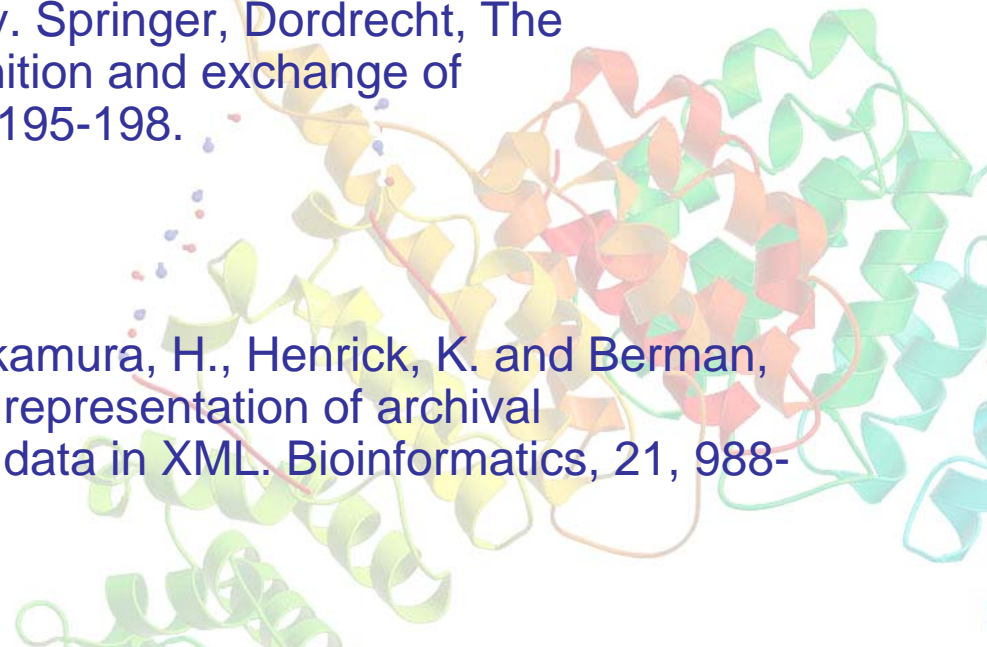 . Springer, Dordrecht, The
nition and exchange of
195-198.
kamura, H., Henrick, K. and Berman,
representation of archival
data in XML. Bioinformatics, 21, 988-